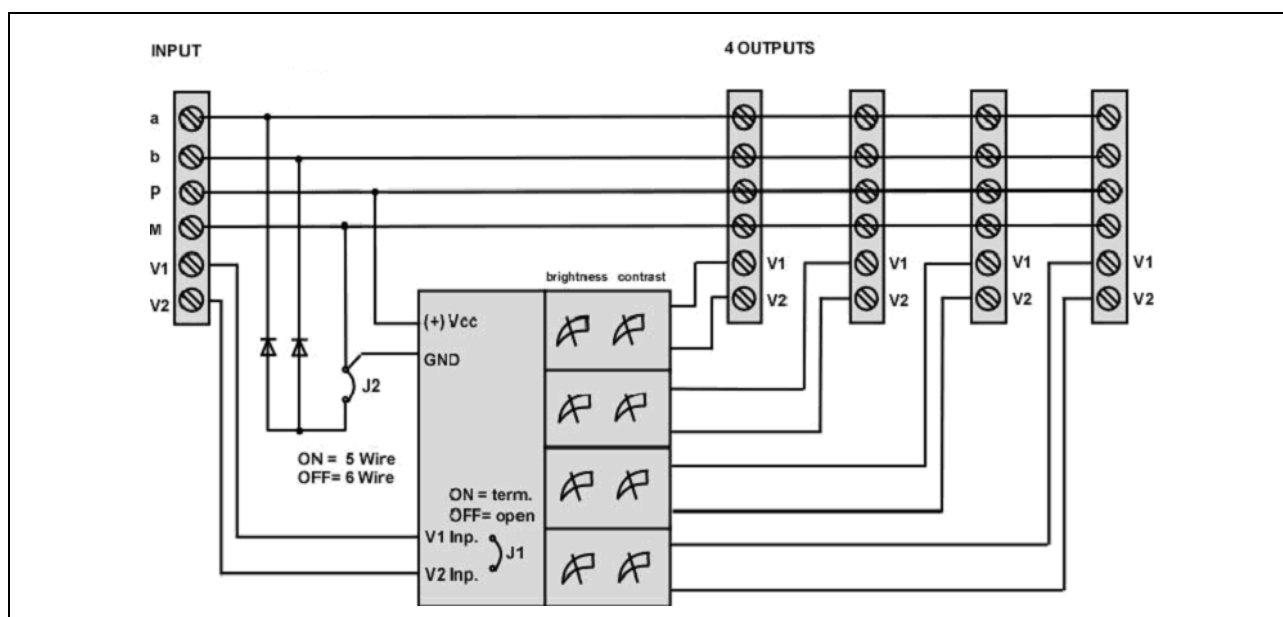 INPUT
4 OUTPUTS
a
b
P
M
V1
V2
brightness contrast
V1
V2
V1
V2
V1
V2
V1
V2
(+) Vcc
GND
J2
ON = 5 Wire
OFF= 6 Wire
ON = term.
OFF= open
V1 Inp.
J1
V2 Inp.